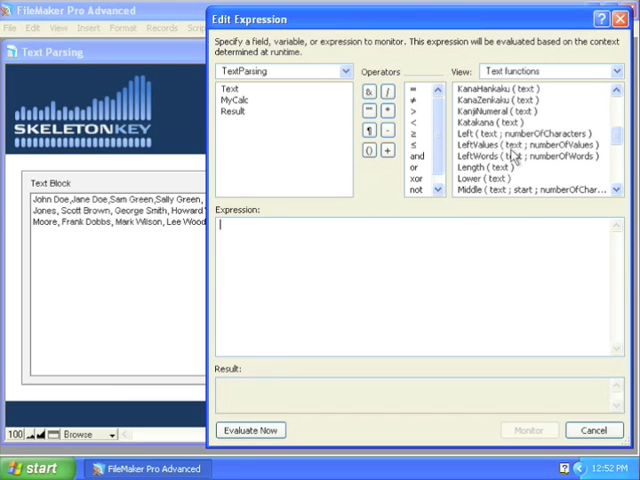 FileMaker Pro Advanced
File Edit View Insert Format Records
Text Parsing
SKELETONKEY
Text Block
John Doe,Jane Doe,Sam Green,Sally Green,
Jones, Scott Brown, George Smith, Howard
Moore, Frank Dobbs, Mark Wilson, Lee Wood
100 Browse
Edit Expression
Specify a field, variable, or expression to monitor. This expression will be evaluated based on the context
determined at runtime.
TextParsing
Operators
View: Text functions
Text
MyCalc
Result
& /
"" *
¶ -
() +
=
≠
>
<
≥
≤
and
or
xor
not
KanaHankaku ( text )
KanaZenkaku ( text )
KanjiNumeral ( text )
Katakana ( text )
Left ( text ; numberOfCharacters )
LeftValues ( text ; numberOfValues )
LeftWords ( text ; numberOfWords )
Length ( text )
Lower ( text )
Middle ( text ; start ; numberOfChar...
Expression:
Result:
Evaluate Now
Monitor
Cancel
start
FileMaker Pro Advanced
12:52 PM